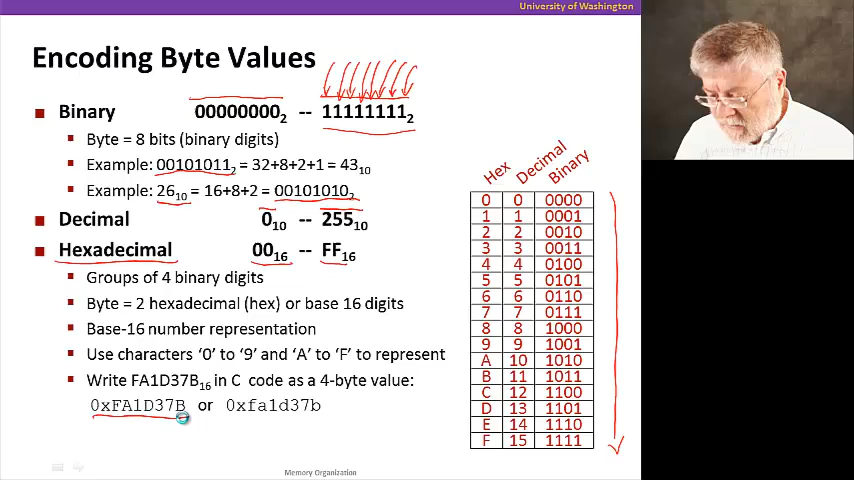 University of Washington
Encoding Byte Values
Binary 00000000₂ -- 11111111₂
Byte = 8 bits (binary digits)
Example: 00101011₂ = 32+8+2+1 = 43₁₀
Example: 26₁₀ = 16+8+2 = 00101010₂
Decimal 0₁₀ -- 255₁₀
Hexadecimal 00₁₆ -- FF₁₆
Groups of 4 binary digits
Byte = 2 hexadecimal (hex) or base 16 digits
Base-16 number representation
Use characters ‘0’ to ‘9’ and ‘A’ to ‘F’ to represent
Write FA1D37B₁₆ in C code as a 4-byte value:
0xFA1D37B or 0xfa1d37b
Hex Decimal Binary
0 0 0000
1 1 0001
2 2 0010
3 3 0011
4 4 0100
5 5 0101
6 6 0110
7 7 0111
8 8 1000
9 9 1001
A 10 1010
B 11 1011
C 12 1100
D 13 1101
E 14 1110
F 15 1111
Memory Organization